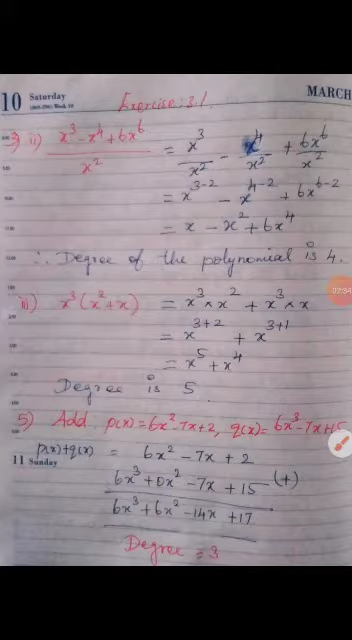 10 Saturday MARCH
Exercise: 3.1
3) ii) x³ - x⁴ + 6x⁶ / x² = x³/x² - x⁴/x² + 6x⁶/x²
= x³⁻² - x⁴⁻² + 6x⁶⁻²
= x - x² + 6x⁴
∴ Degree of the polynomial is 4.
iii) x³(x²+x) = x³ × x² + x³ × x
07:34
= x³⁺² + x³⁺¹
= x⁵ + x⁴
Degree is 5.
5) Add: p(x) = 6x² - 7x + 2, q(x) = 6x³ - 7x + 15
p(x)+q(x) = 6x² - 7x + 2
11 Sunday
6x³ + 0x² - 7x + 15 (+)
6x³ + 6x² - 14x + 17
Degree = 3